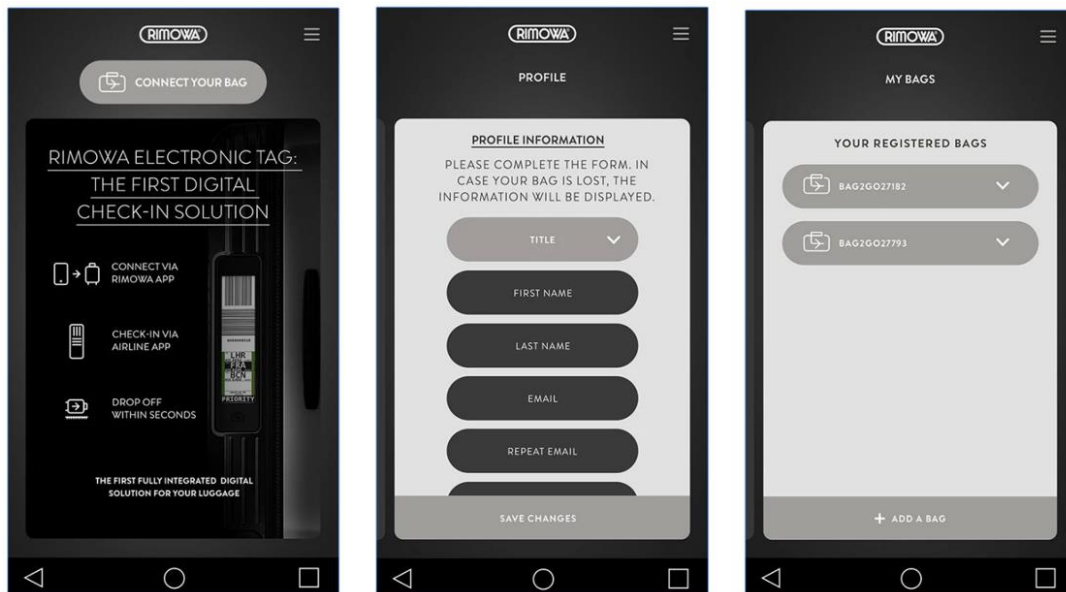 RIMOWA
CONNECT YOUR BAG
RIMOWA ELECTRONIC TAG:
THE FIRST DIGITAL
CHECK-IN SOLUTION
CONNECT VIA
RIMOWA APP
CHECK-IN VIA
AIRLINE APP
DROP OFF
WITHIN SECONDS
LHR
FRA
BCN
PRIORITY
THE FIRST FULLY INTEGRATED DIGITAL
SOLUTION FOR YOUR LUGGAGE
RIMOWA
PROFILE
PROFILE INFORMATION
PLEASE COMPLETE THE FORM. IN
CASE YOUR BAG IS LOST, THE
INFORMATION WILL BE DISPLAYED.
TITLE
FIRST NAME
LAST NAME
EMAIL
REPEAT EMAIL
SAVE CHANGES
RIMOWA
MY BAGS
YOUR REGISTERED BAGS
BAG2GO27182
BAG2GO27793
+ ADD A BAG